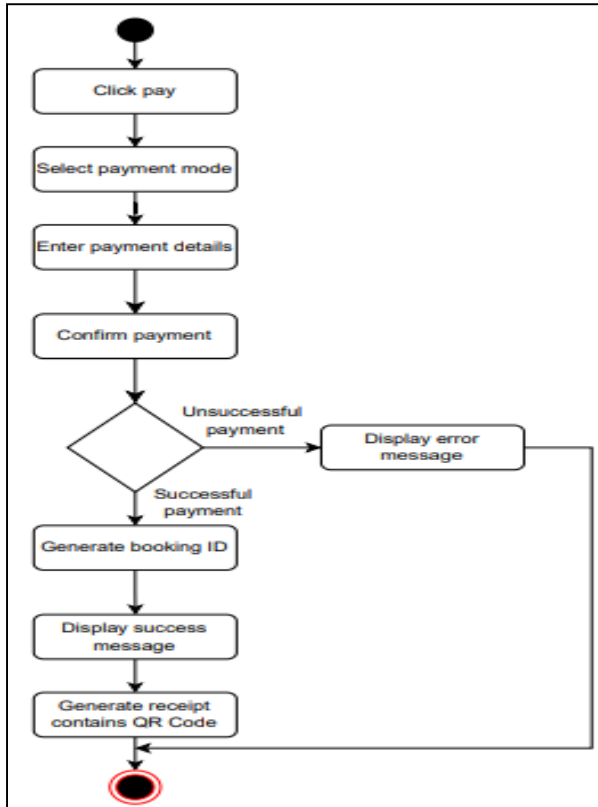 Click pay
Select payment mode
Enter payment details
Confirm payment
Unsuccessful
payment
Display error
message
Successful
payment
Generate booking ID
Display success
message
Generate receipt
contains QR Code